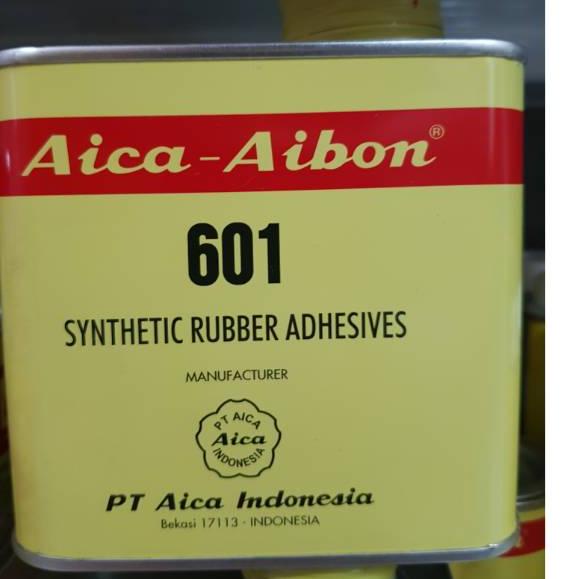 Aica-Aibon®
601
SYNTHETIC RUBBER ADHESIVES
MANUFACTURER
PT AICA
Aica
INDONESIA
PT Aica Indonesia
Bekasi 17113 - INDONESIA